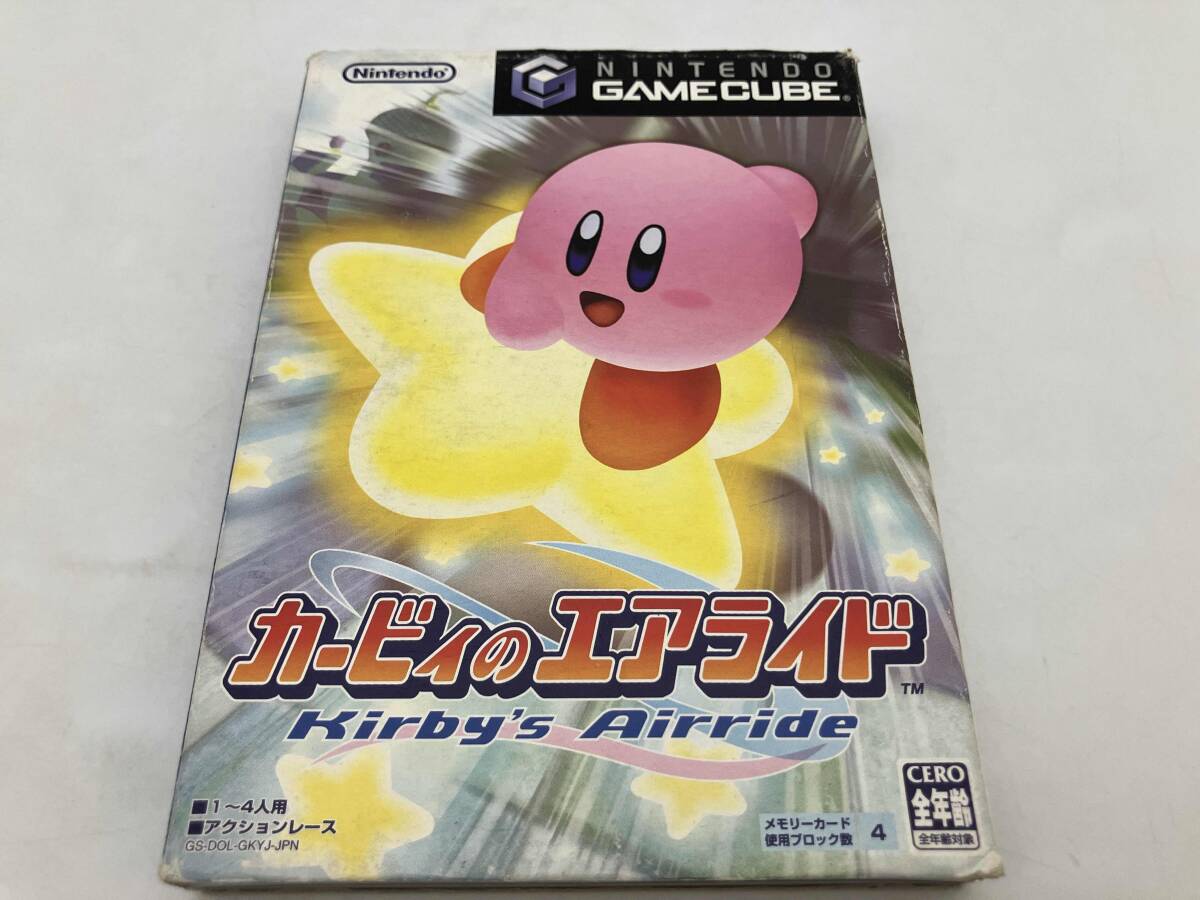 Nintendo
NINTENDO
GAMECUBE®
カービィのエアライド™
Kirby's Airride
■1～4人用
■アクションレース
GS-DOL-GKYJ-JPN
メモリーカード
使用ブロック数 4
CERO
全年齢
全年齢対象